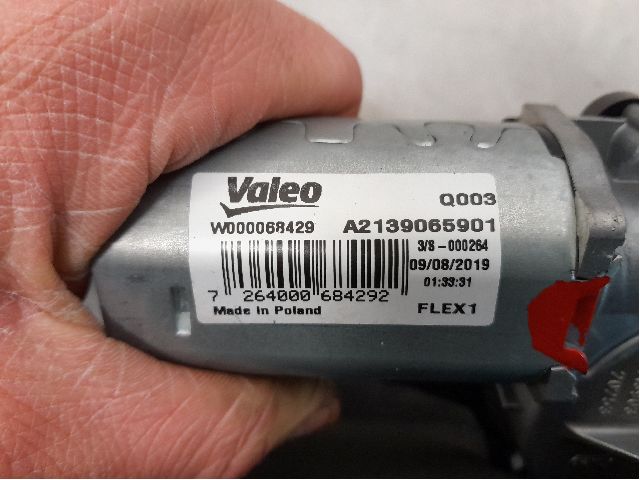 Valeo
Q003
W000068429 A2139065901
3/8-000264
09/08/2019
01:33:31
7 264000 684292
Made in Poland
FLEX1